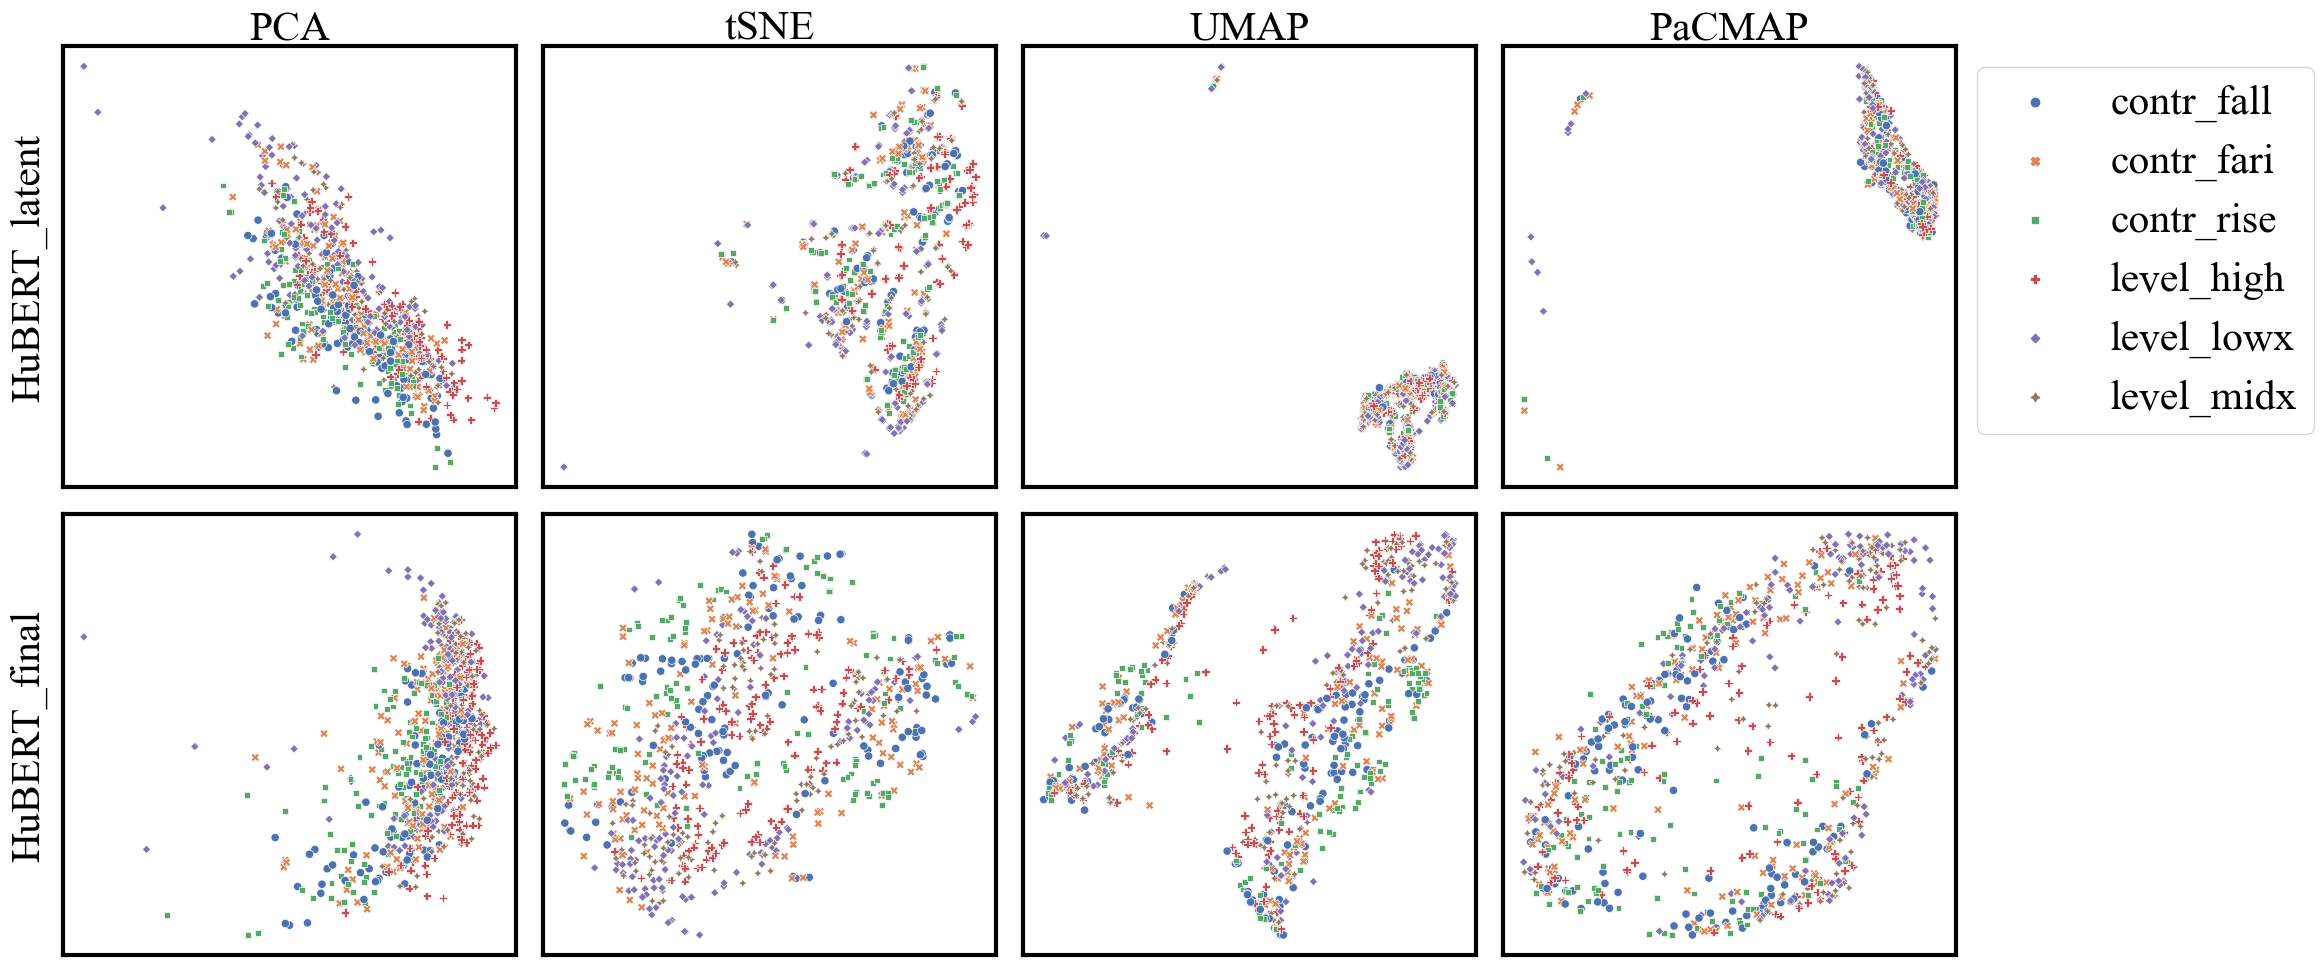 PCA
tSNE
UMAP
PaCMAP
HuBERT_latent
contr_fall
contr_fari
contr_rise
level_high
level_lowx
level_midx
HuBERT_final